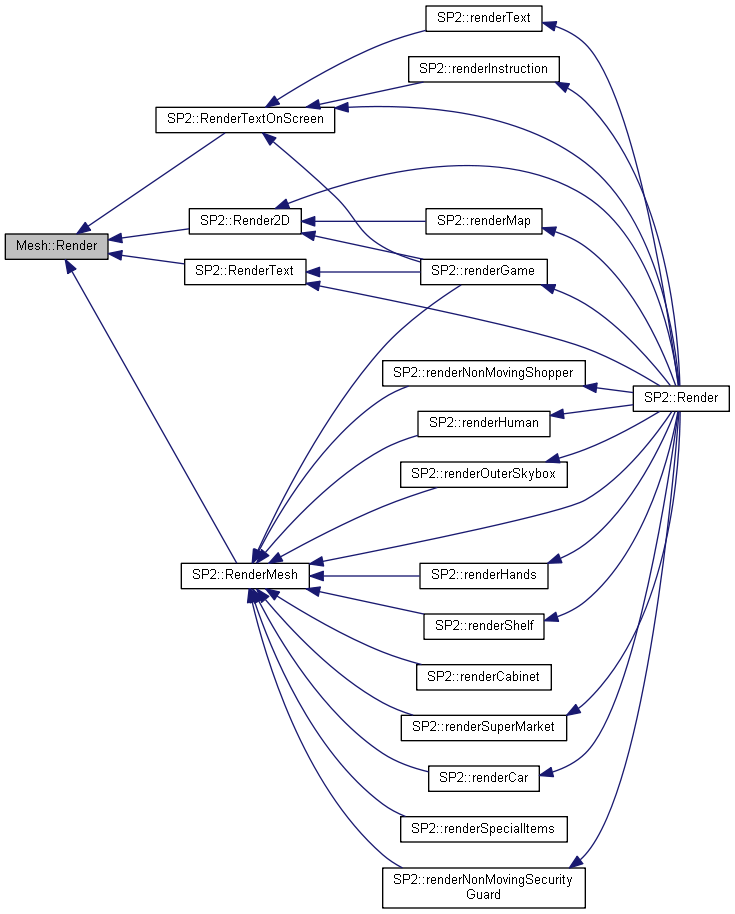 SP2::renderText
SP2::renderInstruction
SP2::RenderTextOnScreen
SP2::Render2D
SP2::renderMap
Mesh::Render
SP2::RenderText
SP2::renderGame
SP2::renderNonMovingShopper
SP2::Render
SP2::renderHuman
SP2::renderOuterSkybox
SP2::RenderMesh
SP2::renderHands
SP2::renderShelf
SP2::renderCabinet
SP2::renderSuperMarket
SP2::renderCar
SP2::renderSpecialItems
SP2::renderNonMovingSecurity
Guard